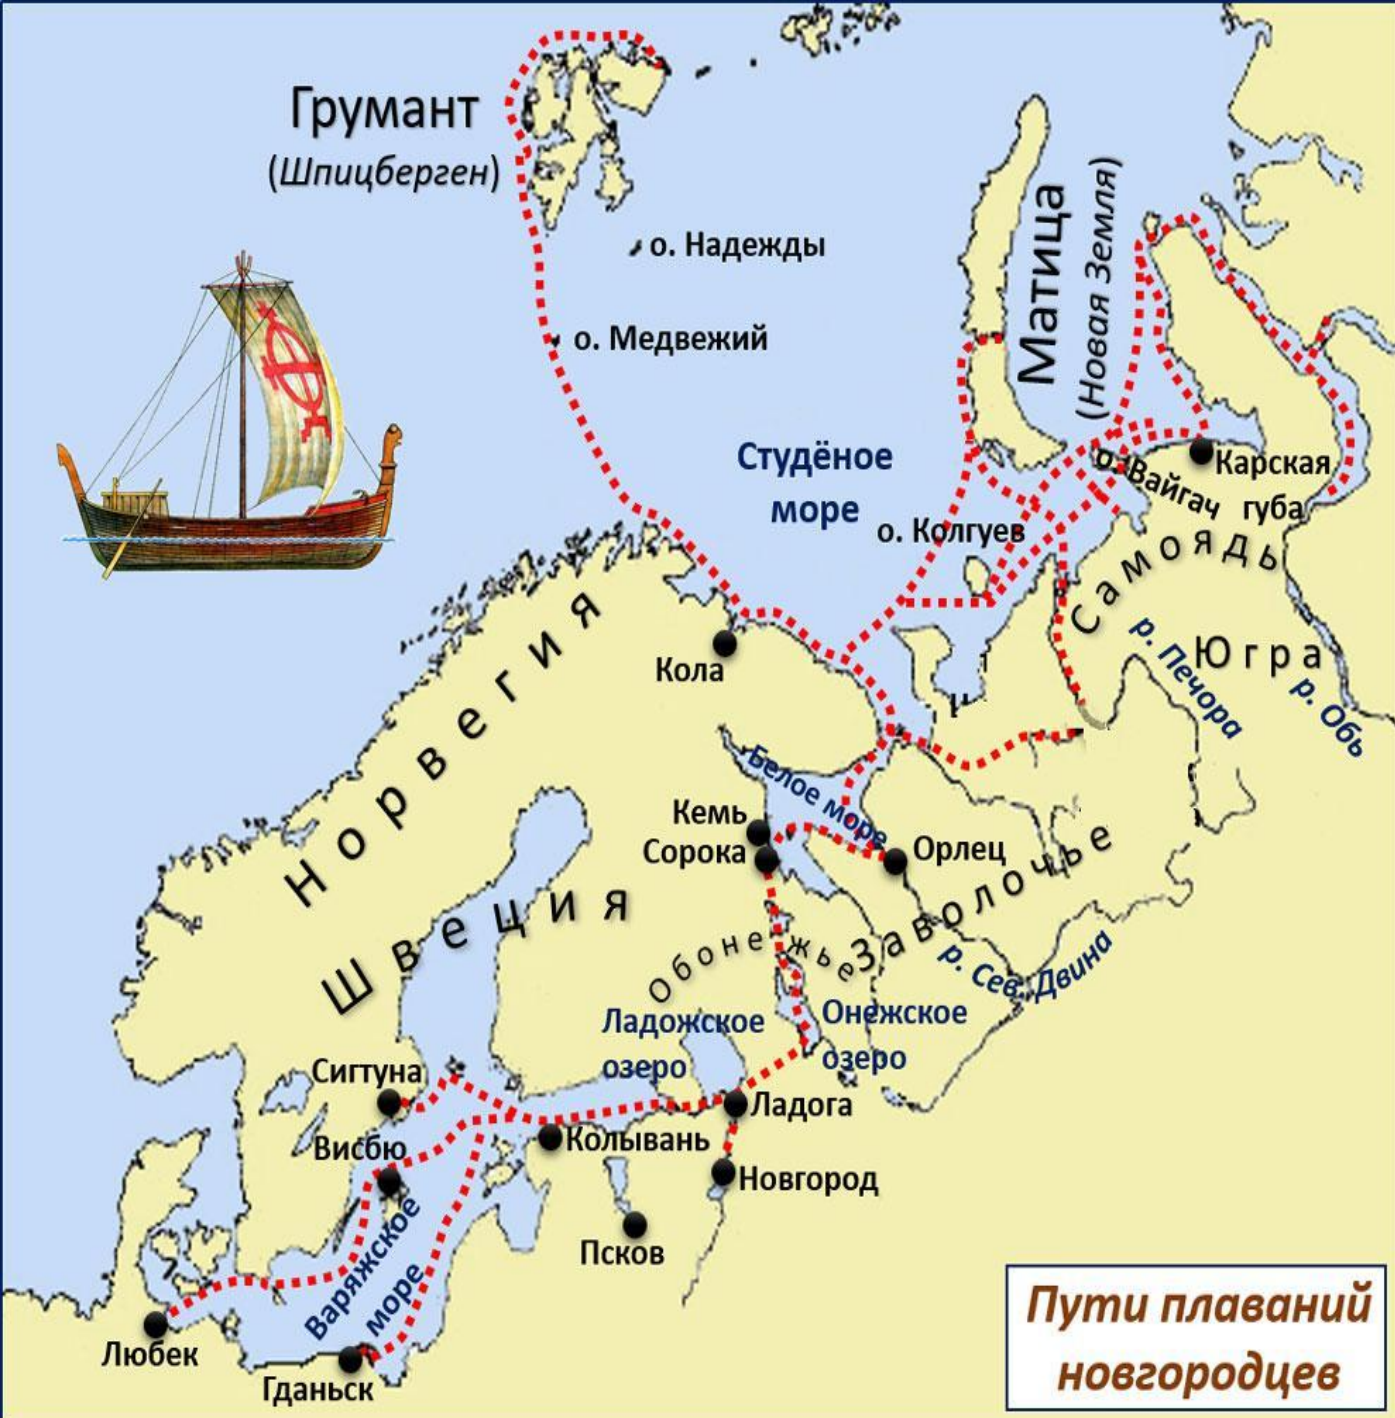 Грумант
(Шпицберген)
о. Надежды
о. Медвежий
Матица
(Новая Земля)
Студёное
море
о. Колгуев
о. Вайгач
Карская
губа
Самоядь
Югра
р. Печора
р. Обь
Кола
Норвегия
Белое море
Кемь
Сорока
Орлец
Швеция
Обонежье
Заволочье
р. Сев. Двина
Ладожское
озеро
Онежское
озеро
Сигтуна
Ладога
Висбю
Колывань
Новгород
Варяжское
море
Псков
Любек
Гданьск
Пути плаваний
новгородцев